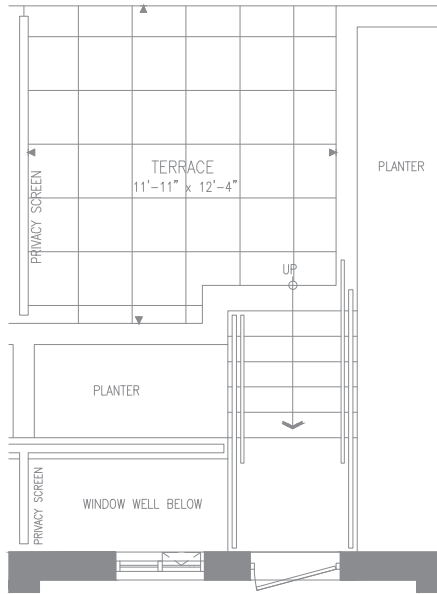 PRIVACY SCREEN
TERRACE
11'-11" x 12'-4"
PLANTER
UP
PLANTER
PRIVACY SCREEN
WINDOW WELL BELOW